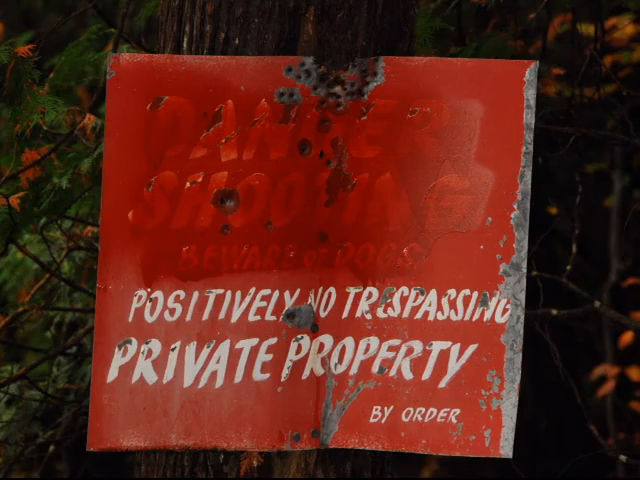 DANGER
SHOOTING
BEWARE OF DOGS
POSITIVELY NO TRESPASSING
PRIVATE PROPERTY
BY ORDER